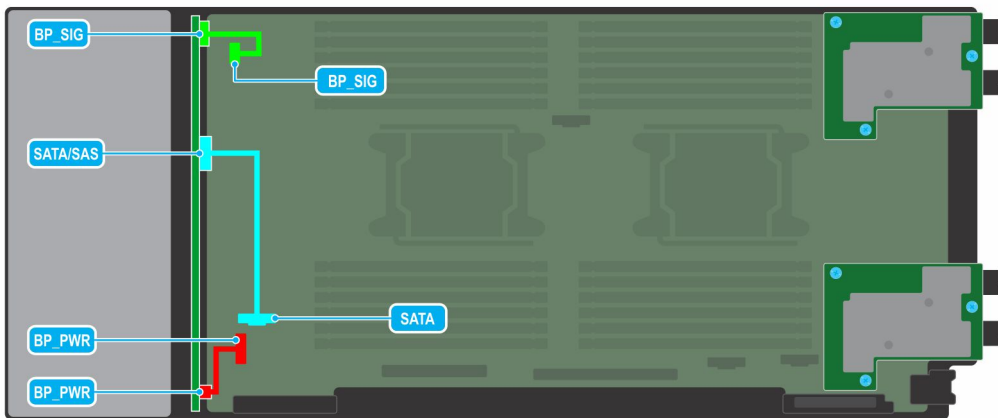 BP_SIG
BP_SIG
SATA/SAS
SATA
BP_PWR
BP_PWR